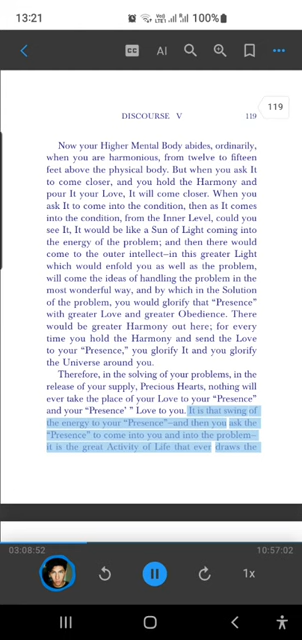 13:21
100%
CC
AI
119
DISCOURSE V
119
Now your Higher Mental Body abides, ordinarily,
when you are harmonious, from twelve to fifteen
feet above the physical body. But when you ask It
to come closer, and you hold the Harmony and
pour It your Love, It will come closer. When you
ask It to come into the condition, then as It comes
into the condition, from the Inner Level, could you
see It, It would be like a Sun of Light coming into
the energy of the problem; and then there would
come to the outer intellect—in this greater Light
which would enfold you as well as the problem,
will come the ideas of handling the problem in the
most wonderful way, and by which in the Solution
of the problem, you would glorify that "Presence"
with greater Love and greater Obedience. There
would be greater Harmony out here; for every
time you hold the Harmony and send the Love
to your "Presence," you glorify It and you glorify
the Universe around you.
Therefore, in the solving of your problems, in the
release of your supply, Precious Hearts, nothing will
ever take the place of your Love to your "Presence"
and your "Presence' " Love to you. It is that swing of
the energy to your "Presence"—and then you ask the
"Presence" to come into you and into the problem—
it is the great Activity of Life that ever draws the
03:08:52
10:57:02
1x